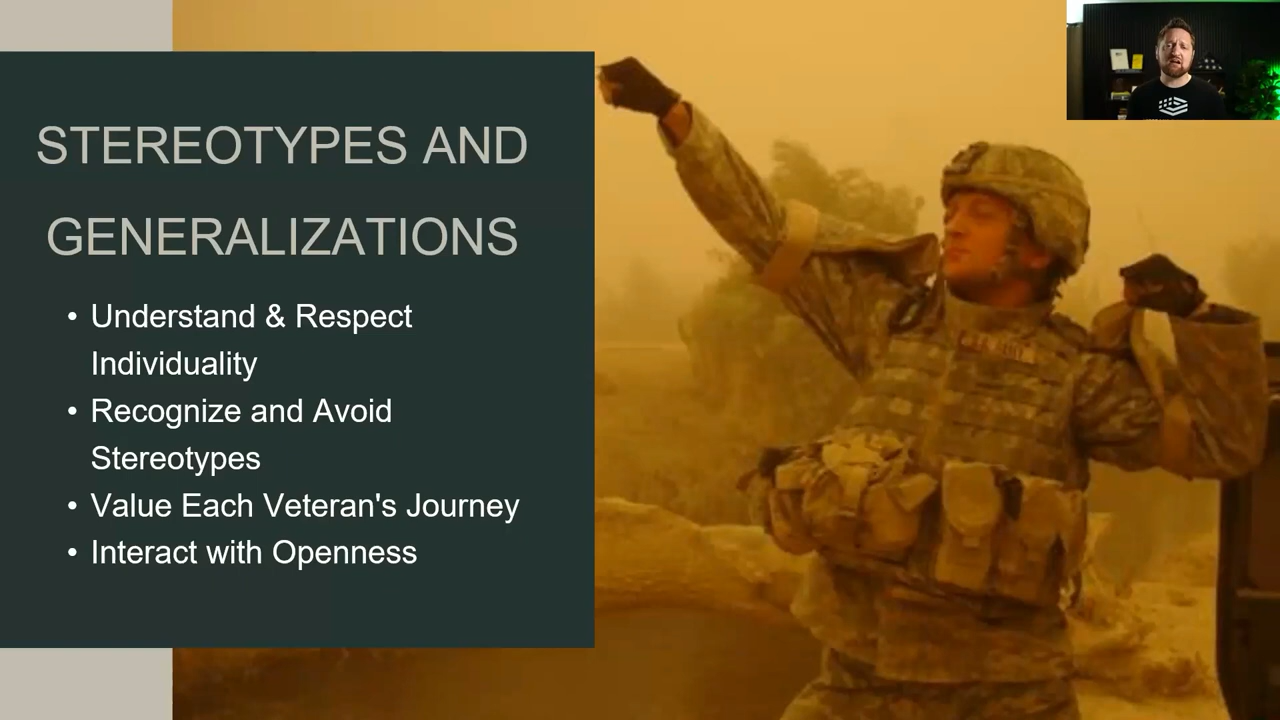 STEREOTYPES AND
GENERALIZATIONS
• Understand & Respect
Individuality
• Recognize and Avoid
Stereotypes
• Value Each Veteran's Journey
• Interact with Openness